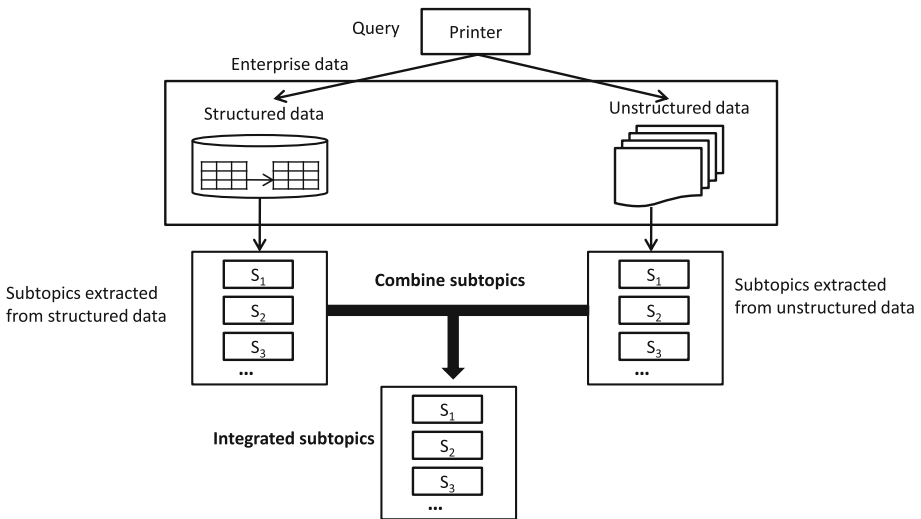 Query
Printer
Enterprise data
Structured data
Unstructured data
Subtopics extracted
from structured data
S1
S2
S3
...
Combine subtopics
S1
S2
S3
...
Subtopics extracted
from unstructured data
Integrated subtopics
S1
S2
S3
...